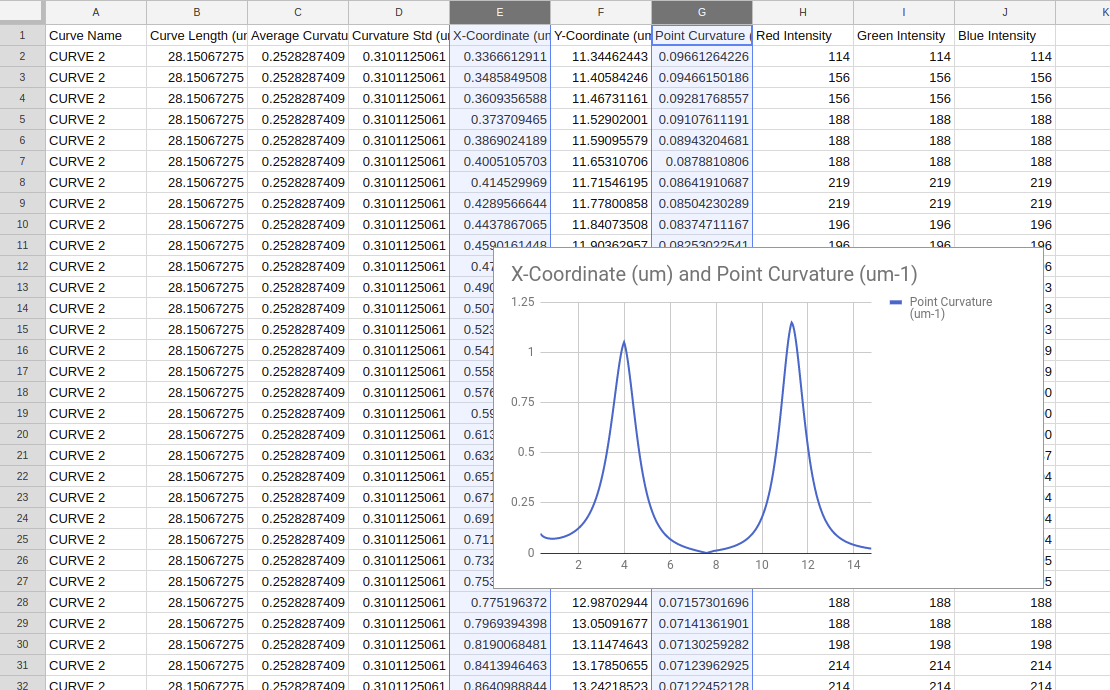 A B C D E F G H I J K
1 Curve Name Curve Length (ur Average Curvatu Curvature Std (u X-Coordinate (un Y-Coordinate (um Point Curvature ( Red Intensity Green Intensity Blue Intensity
2 CURVE 2 28.15067275 0.2528287409 0.3101125061 0.3366612911 11.34462443 0.09661264226 114 114 114
3 CURVE 2 28.15067275 0.2528287409 0.3101125061 0.3485849508 11.40584246 0.09466150186 156 156 156
4 CURVE 2 28.15067275 0.2528287409 0.3101125061 0.3609356588 11.46731161 0.09281768557 156 156 156
5 CURVE 2 28.15067275 0.2528287409 0.3101125061 0.373709465 11.52902001 0.09107611191 188 188 188
6 CURVE 2 28.15067275 0.2528287409 0.3101125061 0.3869024189 11.59095579 0.08943204681 188 188 188
7 CURVE 2 28.15067275 0.2528287409 0.3101125061 0.4005105703 11.65310706 0.0878810806 188 188 188
8 CURVE 2 28.15067275 0.2528287409 0.3101125061 0.414529969 11.71546195 0.08641910687 219 219 219
9 CURVE 2 28.15067275 0.2528287409 0.3101125061 0.4289566644 11.77800858 0.08504230289 219 219 219
10 CURVE 2 28.15067275 0.2528287409 0.3101125061 0.4437867065 11.84073508 0.08374711167 196 196 196
11 CURVE 2 28.15067275 0.2528287409 0.3101125061 0.4590161448 11.90362957 0.08253022541 196 196 196
12 CURVE 2 28.15067275 0.2528287409 0.3101125061 0.47 6
13 CURVE 2 28.15067275 0.2528287409 0.3101125061 0.490 3
14 CURVE 2 28.15067275 0.2528287409 0.3101125061 0.507 3
15 CURVE 2 28.15067275 0.2528287409 0.3101125061 0.523 3
16 CURVE 2 28.15067275 0.2528287409 0.3101125061 0.541 9
17 CURVE 2 28.15067275 0.2528287409 0.3101125061 0.558 9
18 CURVE 2 28.15067275 0.2528287409 0.3101125061 0.576 0
19 CURVE 2 28.15067275 0.2528287409 0.3101125061 0.59 0
20 CURVE 2 28.15067275 0.2528287409 0.3101125061 0.613 0
21 CURVE 2 28.15067275 0.2528287409 0.3101125061 0.632 7
22 CURVE 2 28.15067275 0.2528287409 0.3101125061 0.651 4
23 CURVE 2 28.15067275 0.2528287409 0.3101125061 0.671 4
24 CURVE 2 28.15067275 0.2528287409 0.3101125061 0.691 4
25 CURVE 2 28.15067275 0.2528287409 0.3101125061 0.711 4
26 CURVE 2 28.15067275 0.2528287409 0.3101125061 0.732 5
27 CURVE 2 28.15067275 0.2528287409 0.3101125061 0.753 5
28 CURVE 2 28.15067275 0.2528287409 0.3101125061 0.775196372 12.98702944 0.07157301696 188 188 188
29 CURVE 2 28.15067275 0.2528287409 0.3101125061 0.7969394398 13.05091677 0.07141361901 188 188 188
30 CURVE 2 28.15067275 0.2528287409 0.3101125061 0.8190068481 13.11474643 0.07130259282 198 198 198
31 CURVE 2 28.15067275 0.2528287409 0.3101125061 0.8413946463 13.17850655 0.07123962925 214 214 214
32 CURVE 2 28.15067275 0.2528287409 0.3101125061 0.8640988844 13.24218523 0.07122452128 214 214 214
X-Coordinate (um) and Point Curvature (um-1)
1.25
1
0.75
0.5
0.25
0
2 4 6 8 10 12 14
Point Curvature
(um-1)